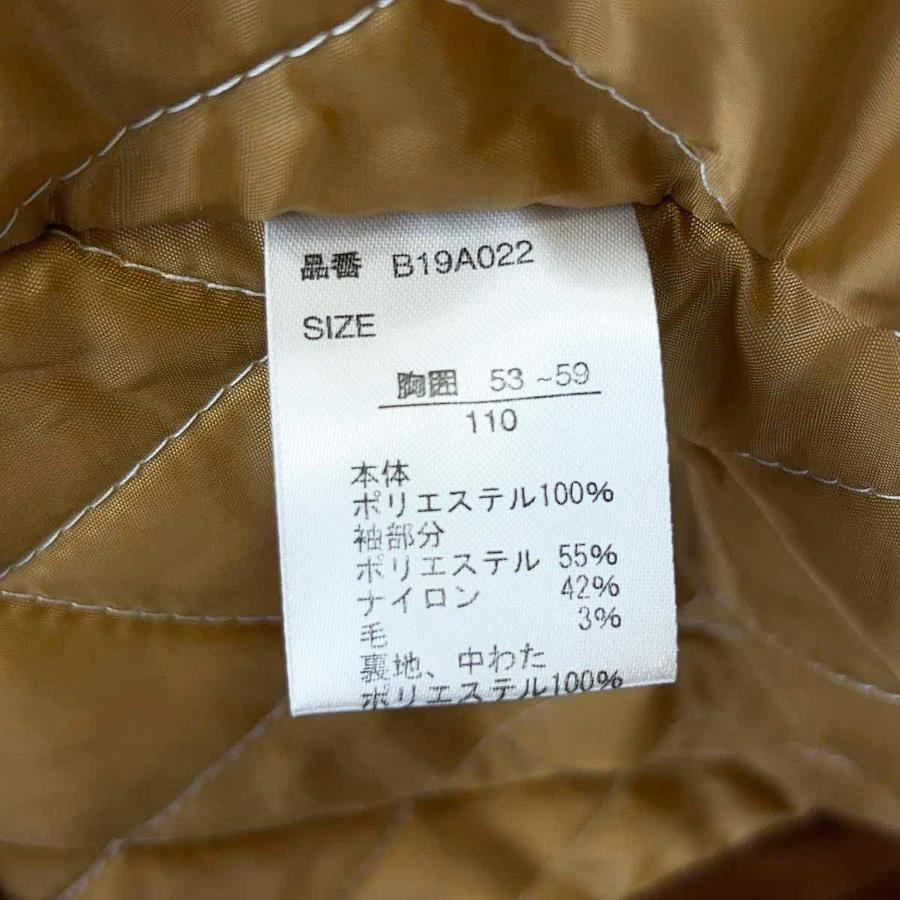 品番 B19A022
SIZE
胸囲 53~59
110
本体
ポリエステル100%
袖部分
ポリエステル 55%
ナイロン 42%
毛 3%
裏地、中わた
ポリエステル100%